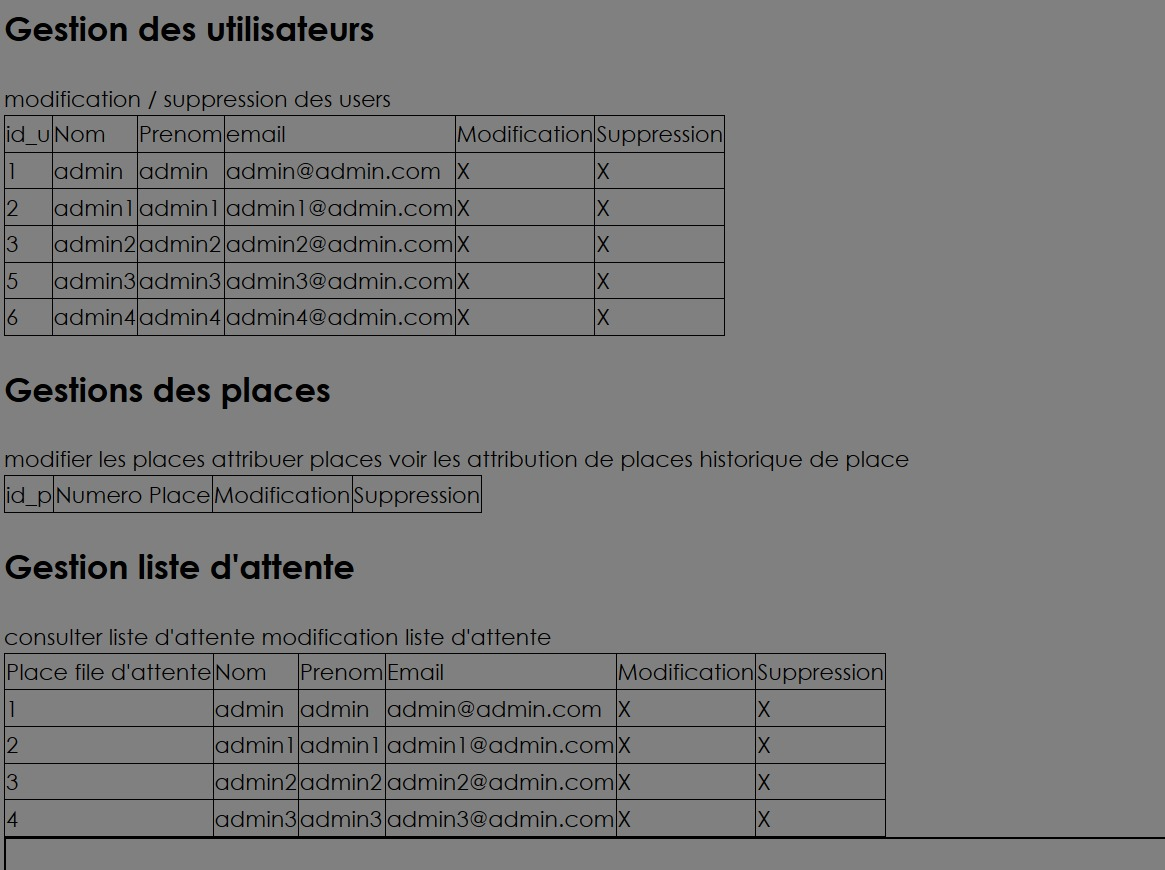 Gestion des utilisateurs
modification / suppression des users
id_u Nom Prenom email Modification Suppression
1 admin admin admin@admin.com X X
2 admin1 admin1 admin1@admin.com X X
3 admin2 admin2 admin2@admin.com X X
5 admin3 admin3 admin3@admin.com X X
6 admin4 admin4 admin4@admin.com X X
Gestions des places
modifier les places attribuer places voir les attribution de places historique de place
id_p Numero Place Modification Suppression
Gestion liste d'attente
consulter liste d'attente modification liste d'attente
Place file d'attente Nom Prenom Email Modification Suppression
1 admin admin admin@admin.com X X
2 admin1 admin1 admin1@admin.com X X
3 admin2 admin2 admin2@admin.com X X
4 admin3 admin3 admin3@admin.com X X